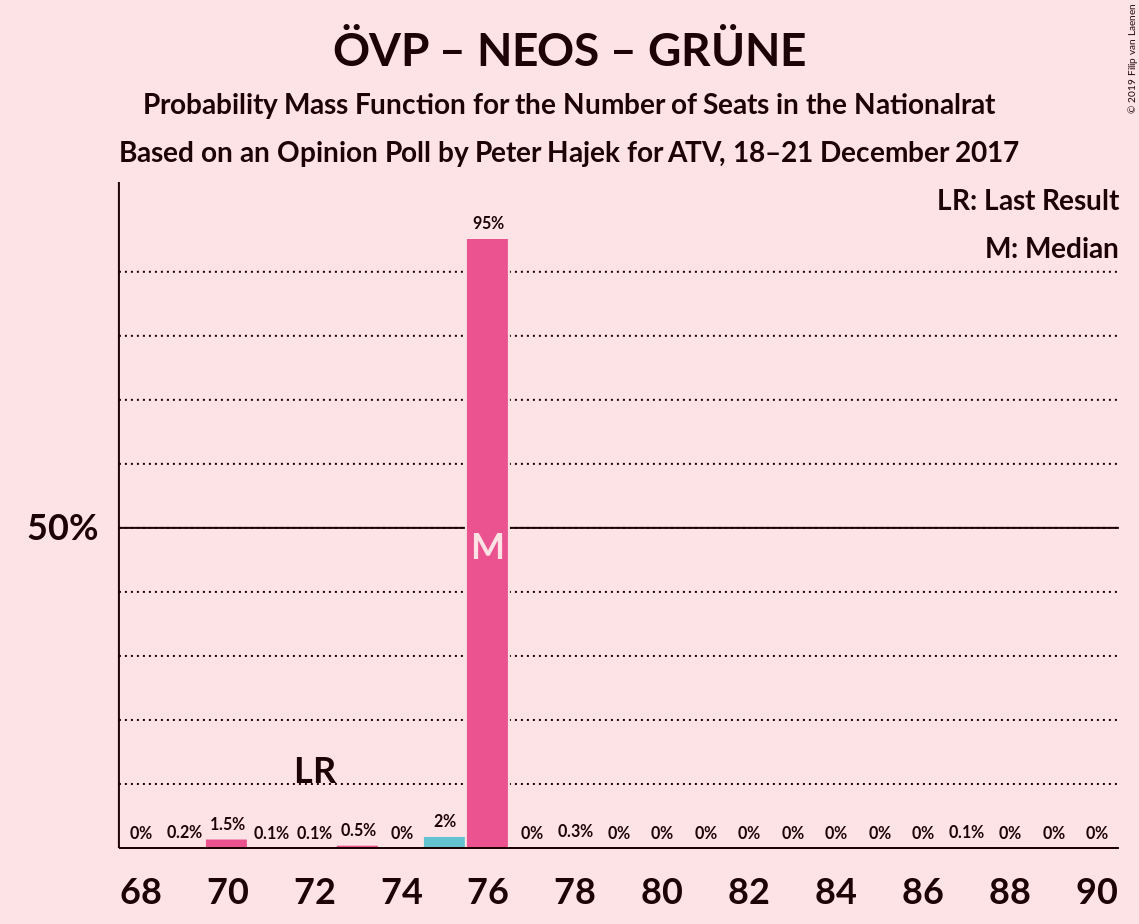 ÖVP – NEOS – GRÜNE
Probability Mass Function for the Number of Seats in the Nationalrat
Based on an Opinion Poll by Peter Hajek for ATV, 18–21 December 2017
© 2019 Filip van Laenen
LR: Last Result
M: Median
95%
50%
M
LR
0% 0.2% 1.5% 0.1% 0.1% 0.5% 0% 2% 0% 0.3% 0% 0% 0% 0% 0% 0% 0% 0% 0.1% 0% 0% 0%
68 70 72 74 76 78 80 82 84 86 88 90